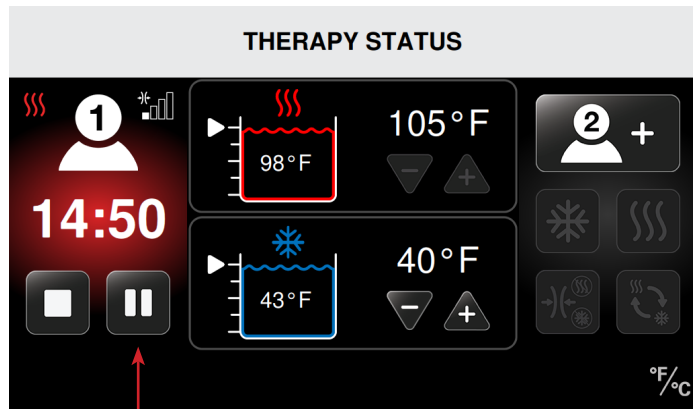 THERAPY STATUS
1
14:50
105°F
98°F
40°F
43°F
2 +
°F/°C